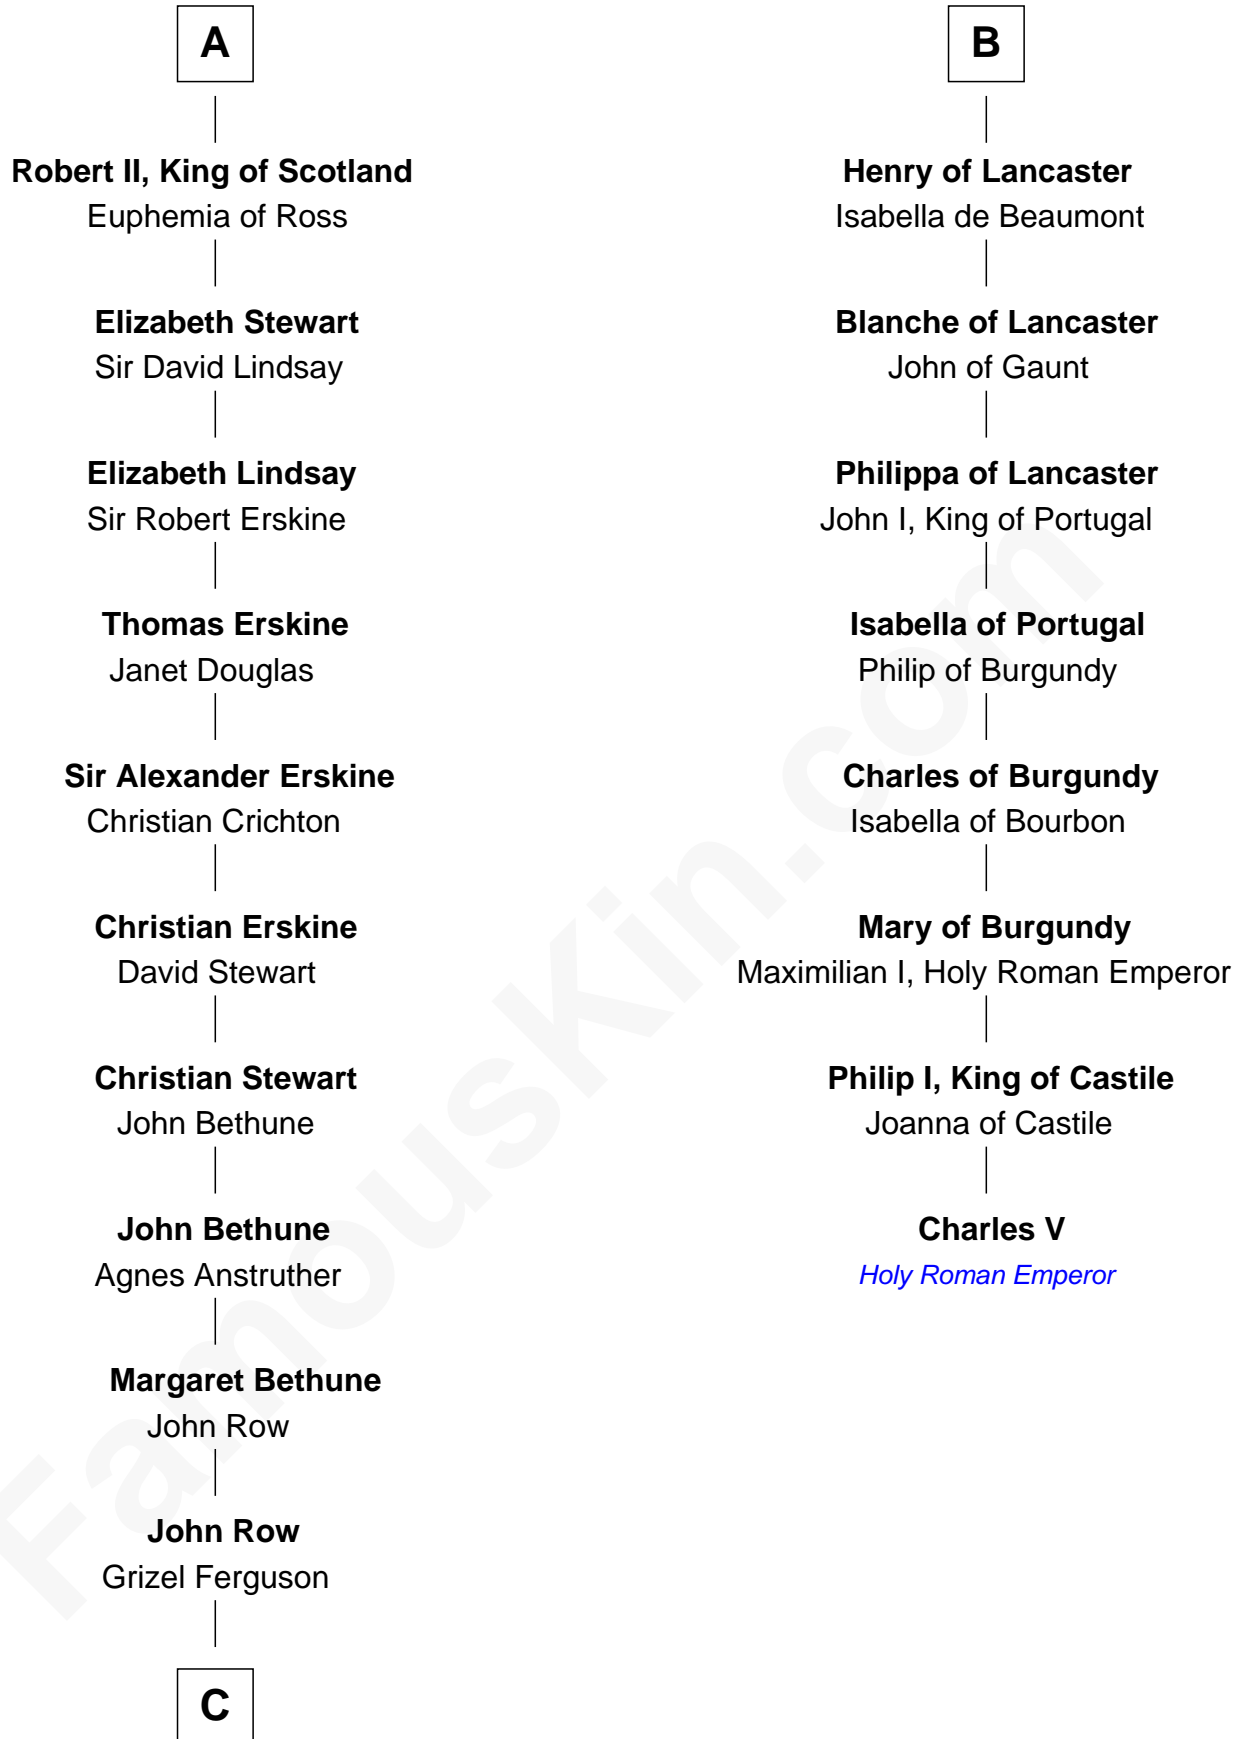 A
Robert II, King of Scotland
Euphemia of Ross
Elizabeth Stewart
Sir David Lindsay
Elizabeth Lindsay
Sir Robert Erskine
Thomas Erskine
Janet Douglas
Sir Alexander Erskine
Christian Crichton
Christian Erskine
David Stewart
Christian Stewart
John Bethune
John Bethune
Agnes Anstruther
Margaret Bethune
John Row
John Row
Grizel Ferguson
C
B
Henry of Lancaster
Isabella de Beaumont
Blanche of Lancaster
John of Gaunt
Philippa of Lancaster
John I, King of Portugal
Isabella of Portugal
Philip of Burgundy
Charles of Burgundy
Isabella of Bourbon
Mary of Burgundy
Maximilian I, Holy Roman Emperor
Philip I, King of Castile
Joanna of Castile
Charles V
Holy Roman Emperor
FamousKin.com